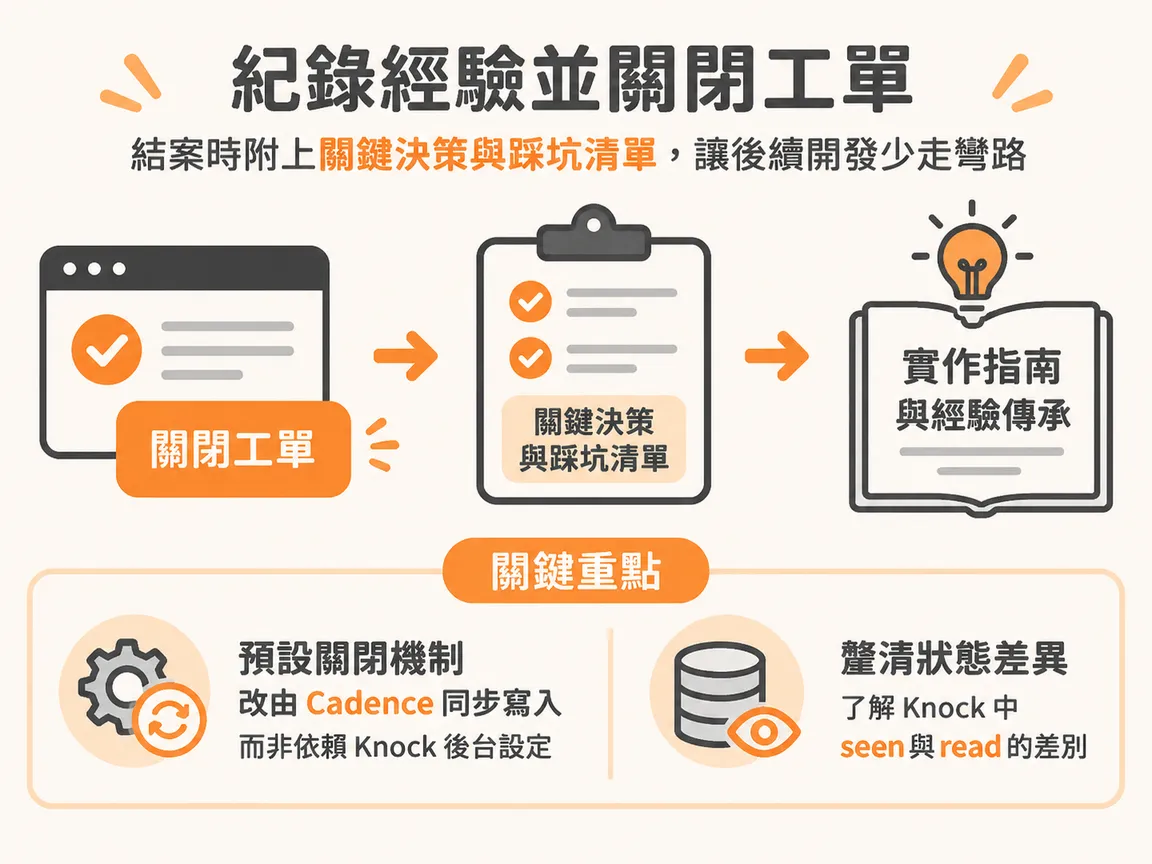 紀錄經驗並關閉工單
結案時附上關鍵決策與踩坑清單，讓後續開發少走彎路
關閉工單
關鍵決策
與踩坑清單
實作指南
與經驗傳承
關鍵重點
預設關閉機制
改由 Cadence 同步寫入
而非依賴 Knock 後台設定
釐清狀態差異
了解 Knock 中
seen 與 read 的差別